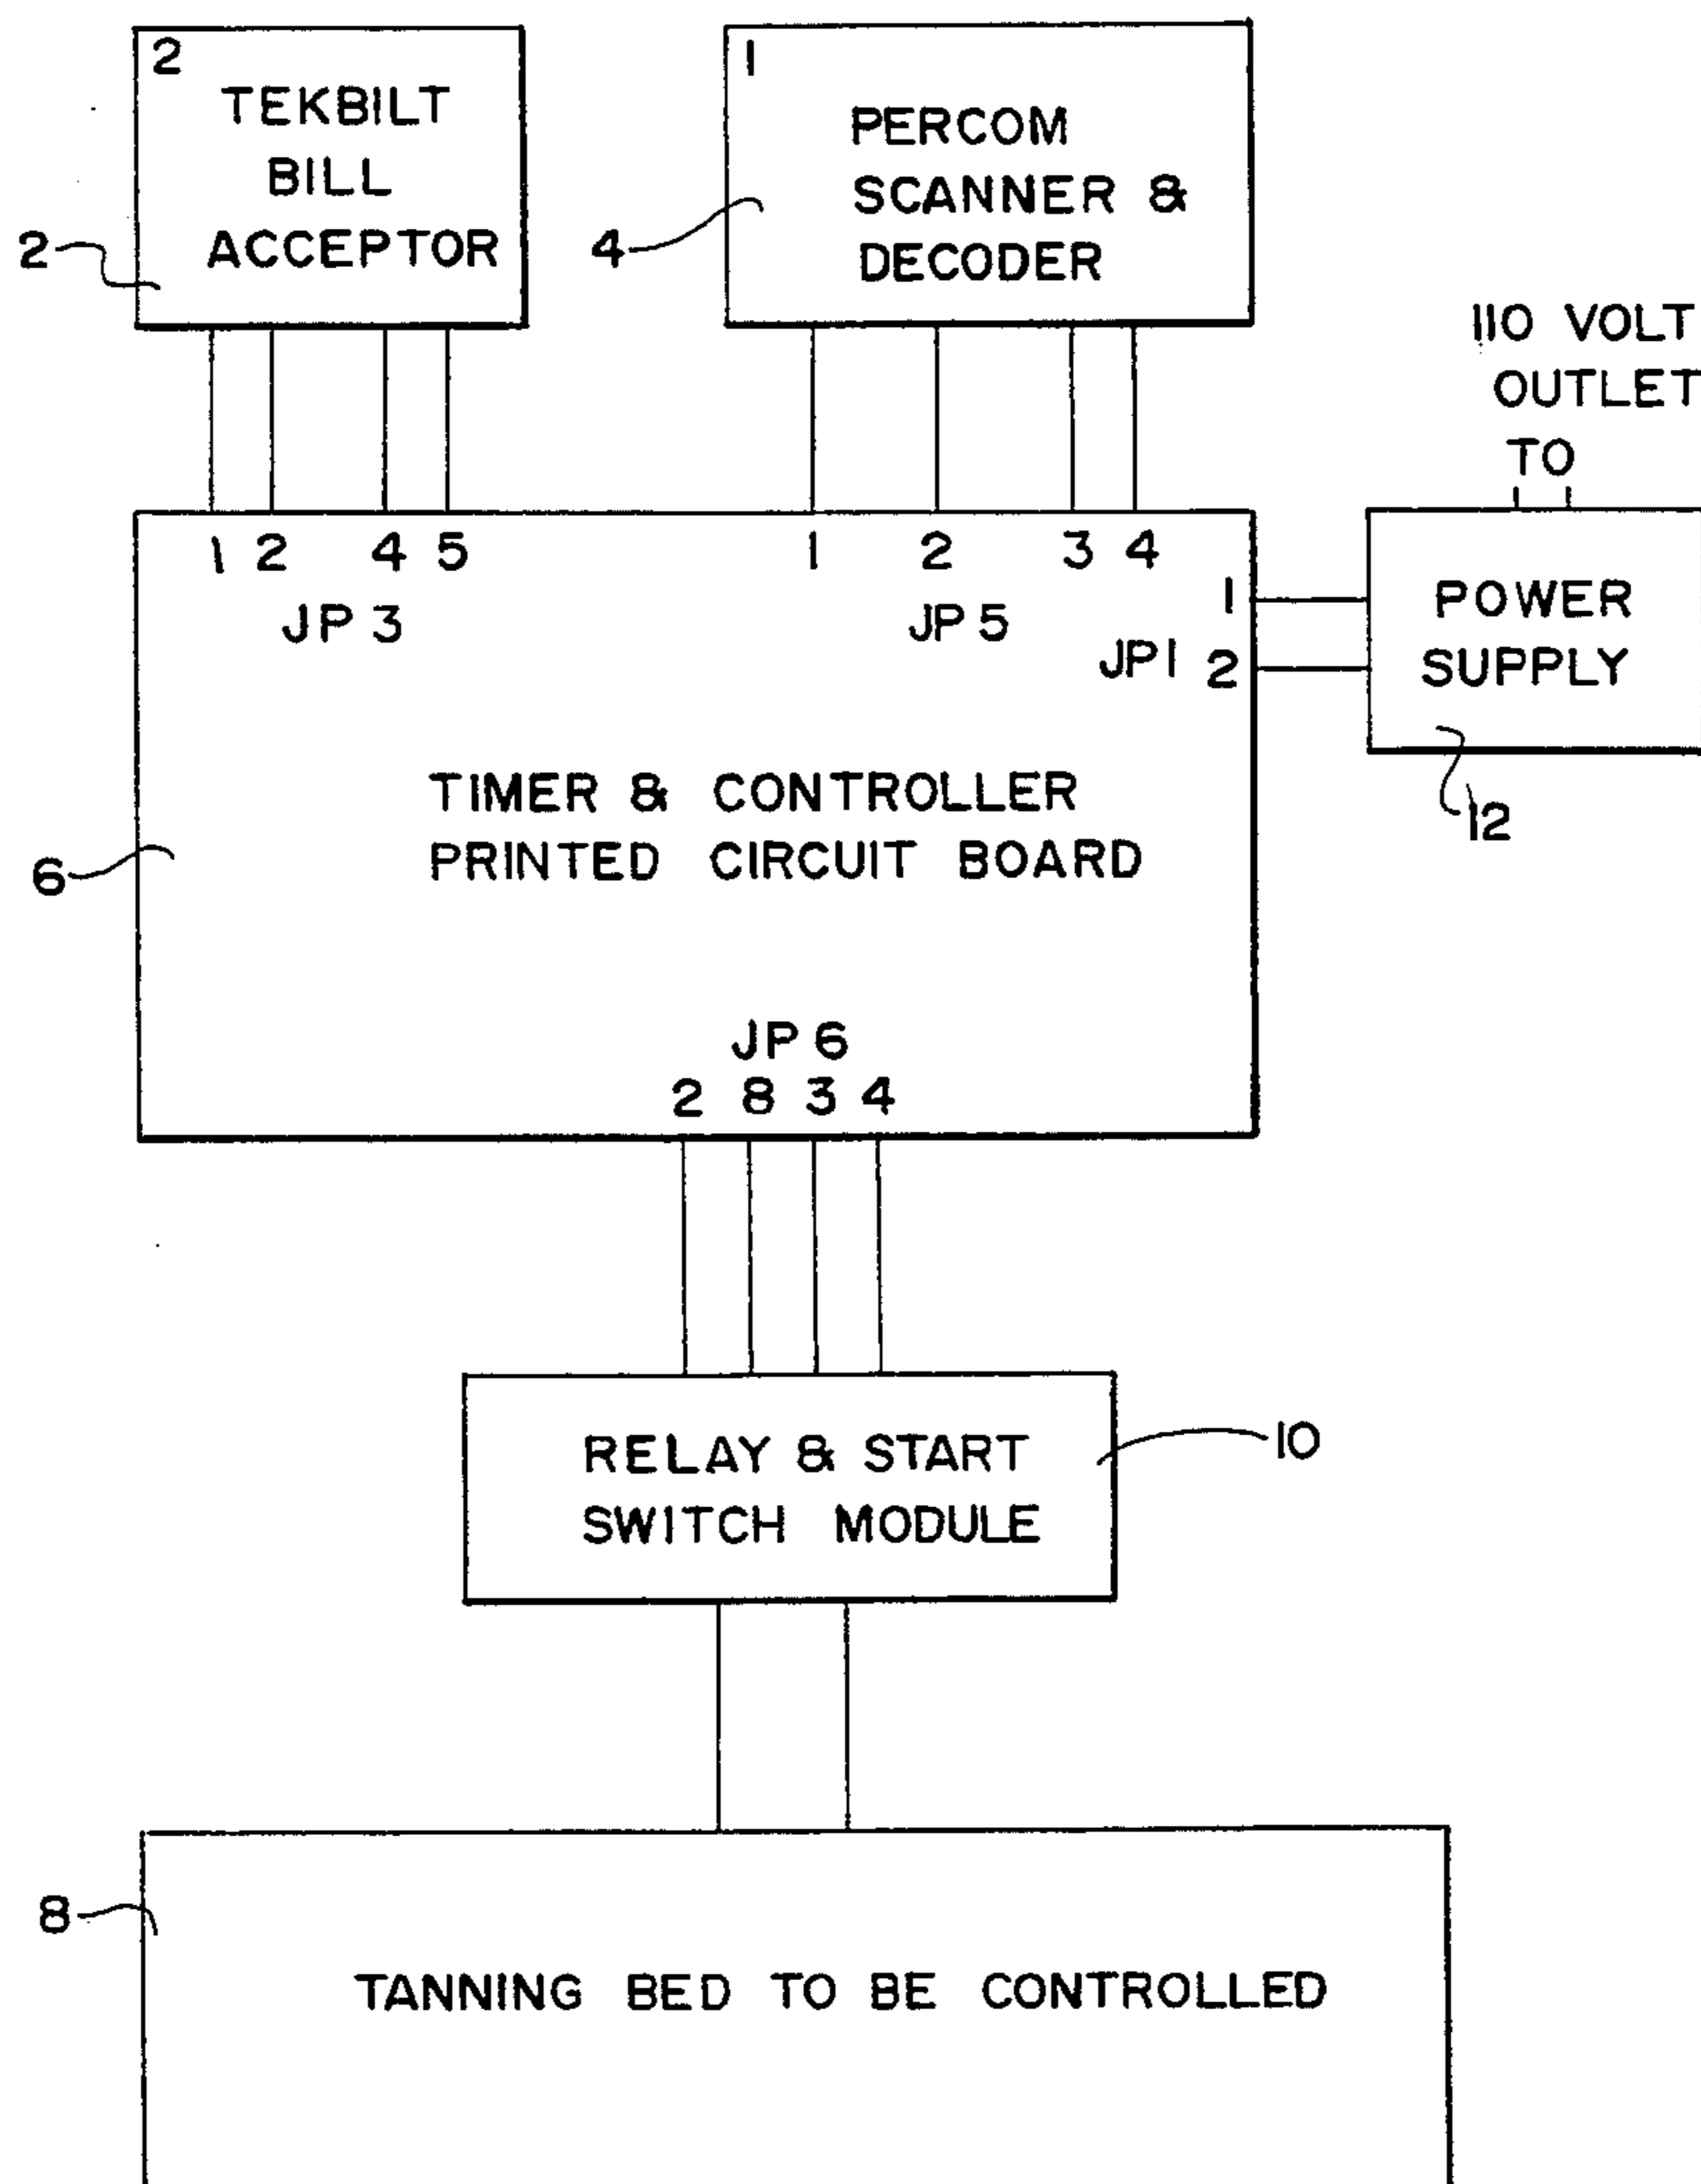 2
TEKBILT
BILL
ACCEPTOR
2
1
PERCOM
SCANNER &
DECODER
4
110 VOLT
OUTLET
TO
1 2 4 5
JP 3
1 2 3 4
JP 5
1
JP1 2
POWER
SUPPLY
12
TIMER & CONTROLLER
PRINTED CIRCUIT BOARD
6
JP 6
2 8 3 4
RELAY & START
SWITCH MODULE
10
8
TANNING BED TO BE CONTROLLED